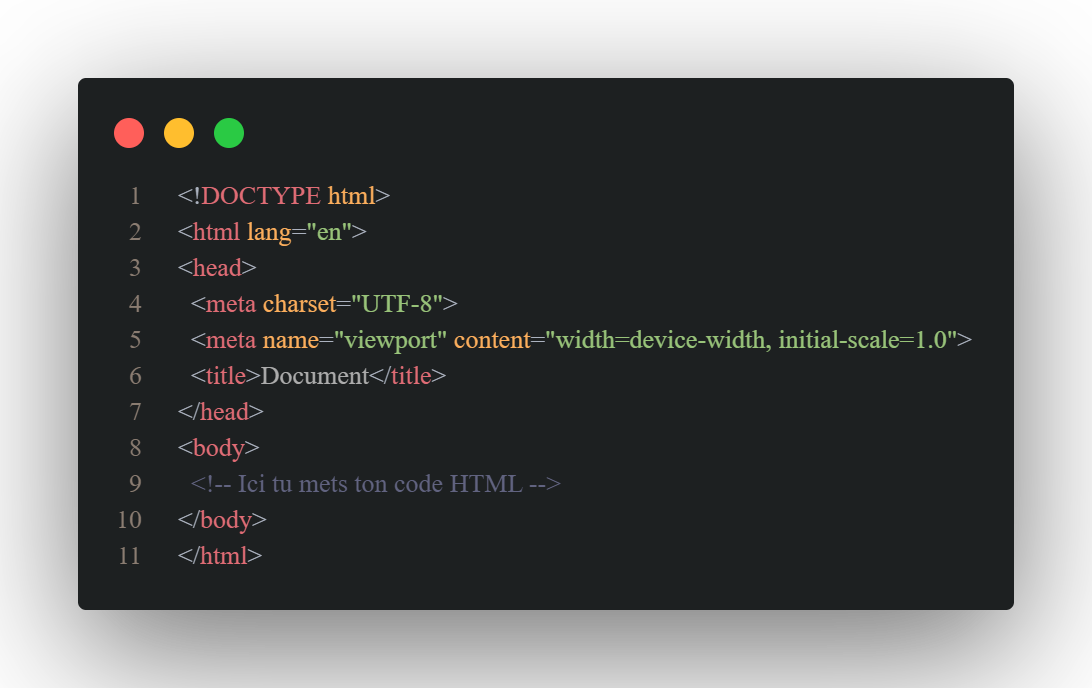 1 <!DOCTYPE html>
2 <html lang="en">
3 <head>
4   <meta charset="UTF-8">
5   <meta name="viewport" content="width=device-width, initial-scale=1.0">
6   <title>Document</title>
7 </head>
8 <body>
9   <!-- Ici tu mets ton code HTML -->
10 </body>
11 </html>